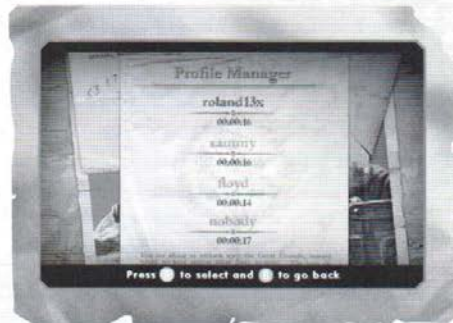 Profile Manager
roland13x
00:00:16
sammy
00:00:16
floyd
00:00:14
nobody
00:00:17
Press to select and to go back